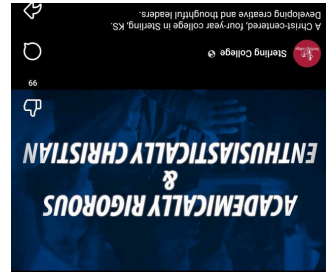 ACADEMICALLY RIGOROUS
&
ENTHUSIASTICALLY CHRISTIAN
66
Sterling College
A Christ-centered, four-year college in Sterling, KS.
Developing creative and thoughtful leaders.